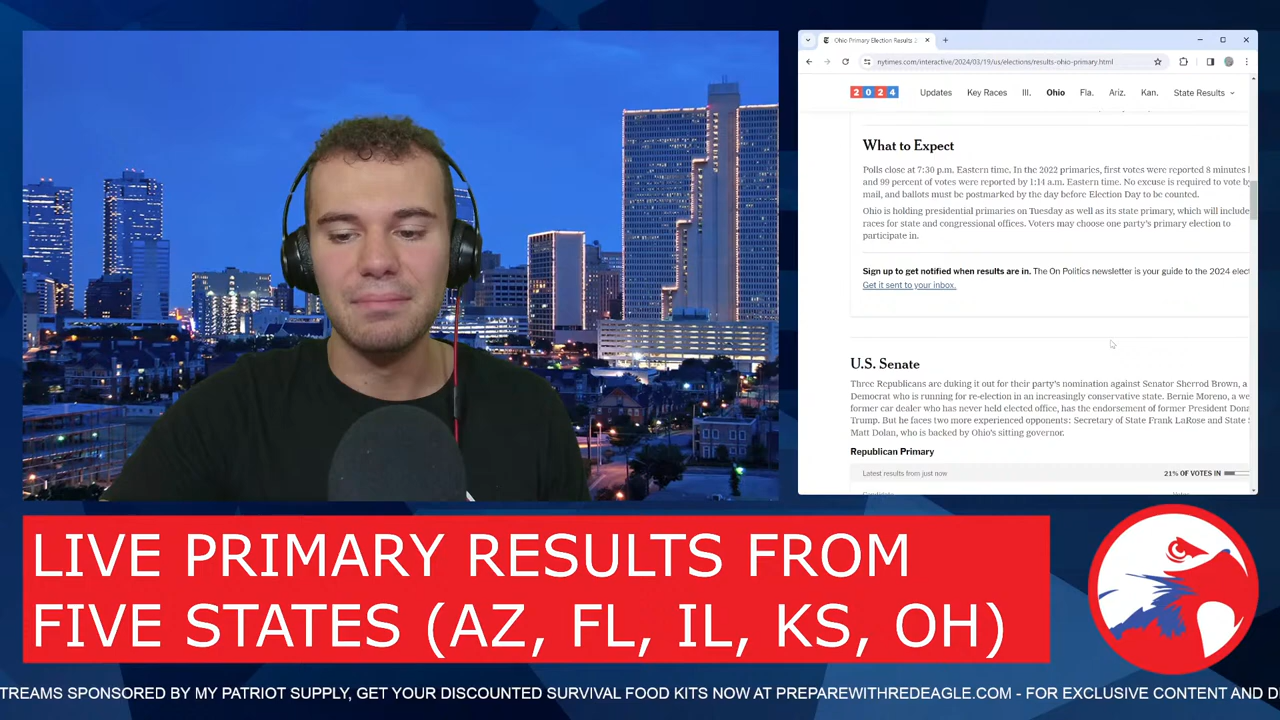 Ohio Primary Election Results 2
nytimes.com/interactive/2024/03/19/us/elections/results-ohio-primary.html
2024 Updates Key Races Ill. Ohio Fla. Ariz. Kan. State Results
What to Expect
Polls close at 7:30 p.m. Eastern time. In the 2022 primaries, first votes were reported 8 minutes
and 99 percent of votes were reported by 1:14 a.m. Eastern time. No excuse is required to vote by
mail, and ballots must be postmarked by the day before Election Day to be counted.
Ohio is holding presidential primaries on Tuesday as well as its state primary, which will include
races for state and congressional offices. Voters may choose one party's primary election to
participate in.
Sign up to get notified when results are in. The On Politics newsletter is your guide to the 2024 elect
Get it sent to your inbox.
U.S. Senate
Three Republicans are duking it out for their party's nomination against Senator Sherrod Brown, a
Democrat who is running for re-election in an increasingly conservative state. Bernie Moreno, a we
former car dealer who has never held elected office, has the endorsement of former President Dona
Trump. But he faces two more experienced opponents: Secretary of State Frank LaRose and State
Matt Dolan, who is backed by Ohio's sitting governor.
Republican Primary
Latest results from just now 21% OF VOTES IN
LIVE PRIMARY RESULTS FROM
FIVE STATES (AZ, FL, IL, KS, OH)
TREAMS SPONSORED BY MY PATRIOT SUPPLY, GET YOUR DISCOUNTED SURVIVAL FOOD KITS NOW AT PREPAREWITHREDEAGLE.COM - FOR EXCLUSIVE CONTENT AND D